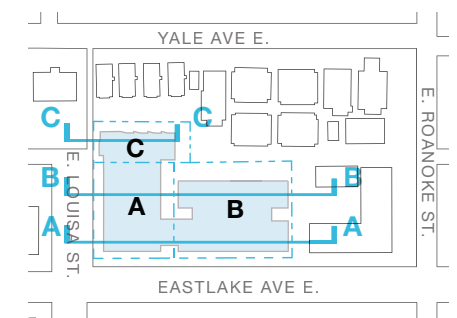 YALE AVE E.
C C
C
E. LOUISA ST.
E. ROANOKE ST.
B B
A B
A A
EASTLAKE AVE E.